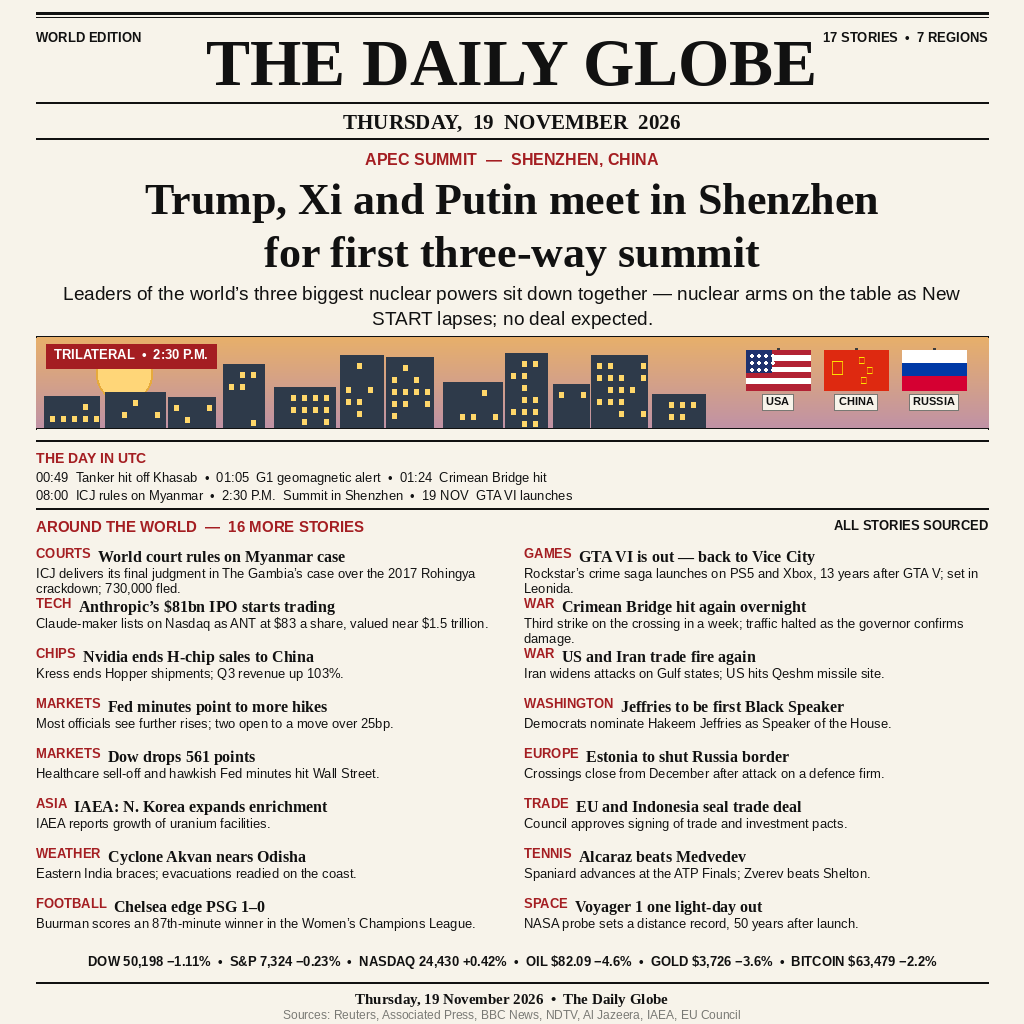 WORLD EDITION
THE DAILY GLOBE
17 STORIES • 7 REGIONS
THURSDAY, 19 NOVEMBER 2026
APEC SUMMIT — SHENZHEN, CHINA
Trump, Xi and Putin meet in Shenzhen
for first three-way summit
Leaders of the world’s three biggest nuclear powers sit down together — nuclear arms on the table as New
START lapses; no deal expected.
TRILATERAL • 2:30 P.M.
USA
CHINA
RUSSIA
THE DAY IN UTC
00:49 Tanker hit off Khasab • 01:05 G1 geomagnetic alert • 01:24 Crimean Bridge hit
08:00 ICJ rules on Myanmar • 2:30 P.M. Summit in Shenzhen • 19 NOV GTA VI launches
AROUND THE WORLD — 16 MORE STORIES
ALL STORIES SOURCED
COURTS World court rules on Myanmar case
ICJ delivers its final judgment in The Gambia’s case over the 2017 Rohingya
crackdown; 730,000 fled.
TECH Anthropic’s $81bn IPO starts trading
Claude-maker lists on Nasdaq as ANT at $83 a share, valued near $1.5 trillion.
CHIPS Nvidia ends H-chip sales to China
Kress ends Hopper shipments; Q3 revenue up 103%.
MARKETS Fed minutes point to more hikes
Most officials see further rises; two open to a move over 25bp.
MARKETS Dow drops 561 points
Healthcare sell-off and hawkish Fed minutes hit Wall Street.
ASIA IAEA: N. Korea expands enrichment
IAEA reports growth of uranium facilities.
WEATHER Cyclone Akvan nears Odisha
Eastern India braces; evacuations readied on the coast.
FOOTBALL Chelsea edge PSG 1–0
Buurman scores an 87th-minute winner in the Women’s Champions League.
GAMES GTA VI is out — back to Vice City
Rockstar’s crime saga launches on PS5 and Xbox, 13 years after GTA V; set in
Leonida.
WAR Crimean Bridge hit again overnight
Third strike on the crossing in a week; traffic halted as the governor confirms
damage.
WAR US and Iran trade fire again
Iran widens attacks on Gulf states; US hits Qeshm missile site.
WASHINGTON Jeffries to be first Black Speaker
Democrats nominate Hakeem Jeffries as Speaker of the House.
EUROPE Estonia to shut Russia border
Crossings close from December after attack on a defence firm.
TRADE EU and Indonesia seal trade deal
Council approves signing of trade and investment pacts.
TENNIS Alcaraz beats Medvedev
Spaniard advances at the ATP Finals; Zverev beats Shelton.
SPACE Voyager 1 one light-day out
NASA probe sets a distance record, 50 years after launch.
DOW 50,198 −1.11% • S&P 7,324 −0.23% • NASDAQ 24,430 +0.42% • OIL $82.09 −4.6% • GOLD $3,726 −3.6% • BITCOIN $63,479 −2.2%
Thursday, 19 November 2026 • The Daily Globe
Sources: Reuters, Associated Press, BBC News, NDTV, Al Jazeera, IAEA, EU Council